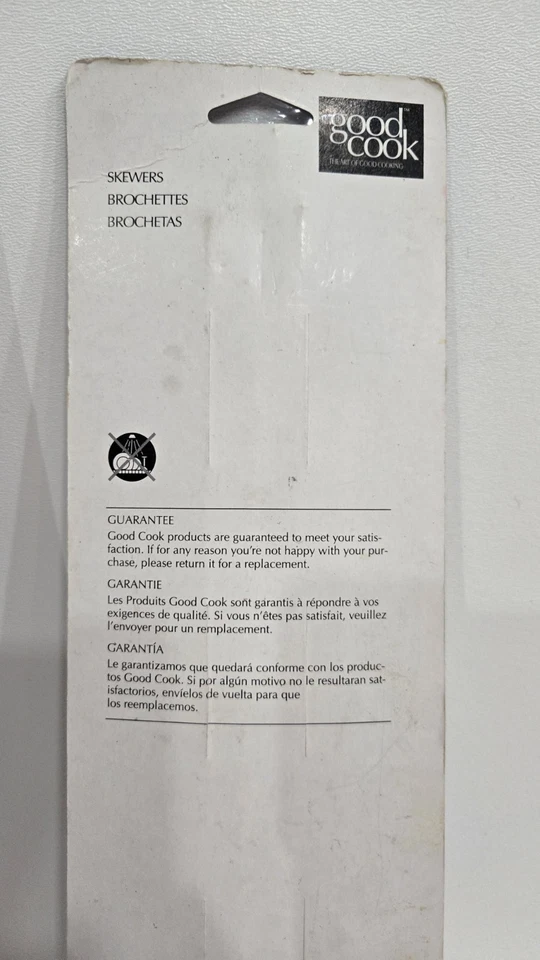 good
cook™
THE ART OF GOOD COOKING
SKEWERS
BROCHETTES
BROCHETAS
GUARANTEE
Good Cook products are guaranteed to meet your satis-
faction. If for any reason you're not happy with your pur-
chase, please return it for a replacement.
GARANTIE
Les Produits Good Cook sont garantis à répondre à vos
exigences de qualité. Si vous n'êtes pas satisfait, veuillez
l'envoyer pour un remplacement.
GARANTÍA
Le garantizamos que quedará conforme con los produc-
tos Good Cook. Si por algún motivo no le resultaran sat-
isfactorios, envíelos de vuelta para que
los reemplacemos.